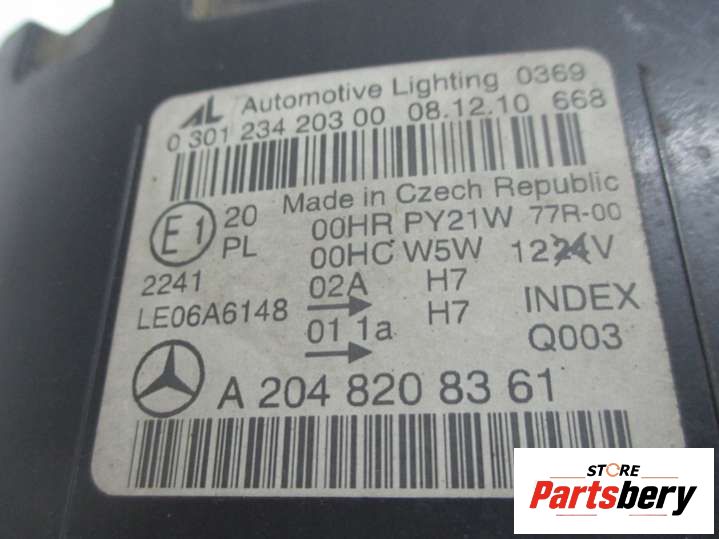 AL Automotive Lighting 0369
0 301 234 203 00 08.12.10 668
Made in Czech Republic
E1 20 00HR PY21W 77R-00
PL 00HC W5W 12 24 V
2241 02A H7
LE06A6148 01 1a H7 INDEX
Q003
A 204 820 83 61
STORE
Partsbery